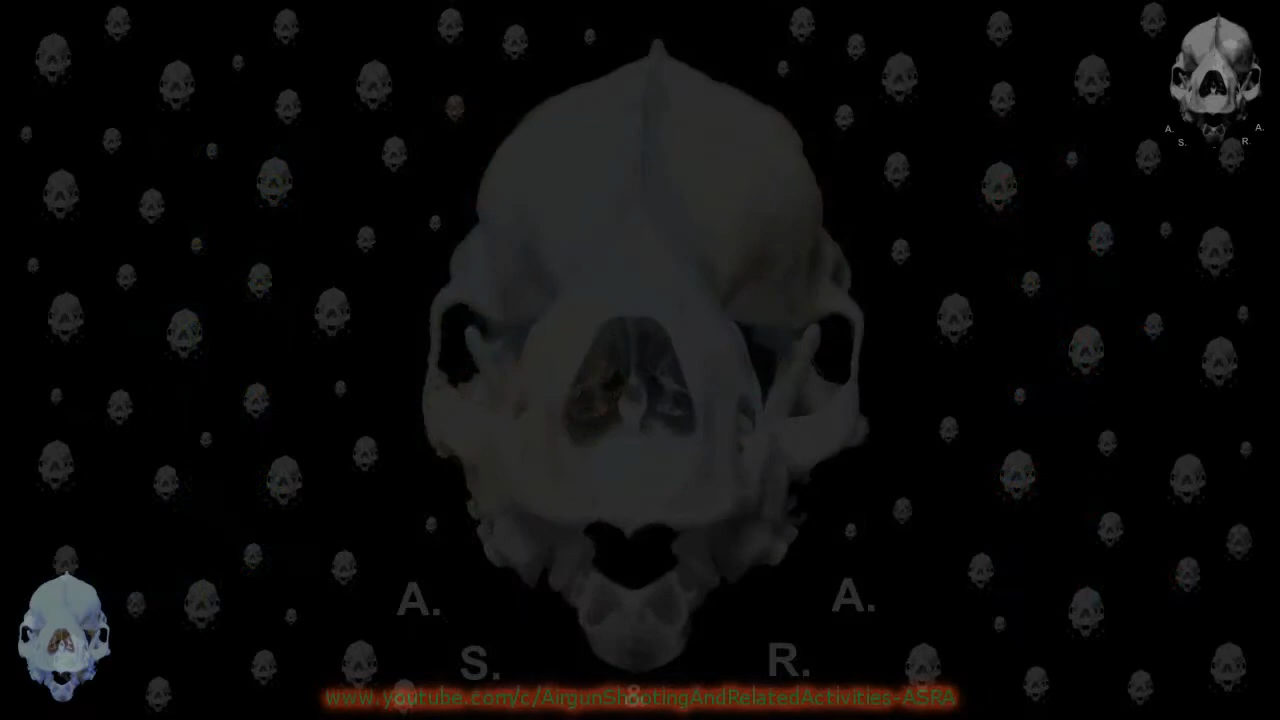 A. A.
S. R.
A. A.
S. & R.
www.youtube.com/c/AirgunShootingAndRelatedActivities-ASRA